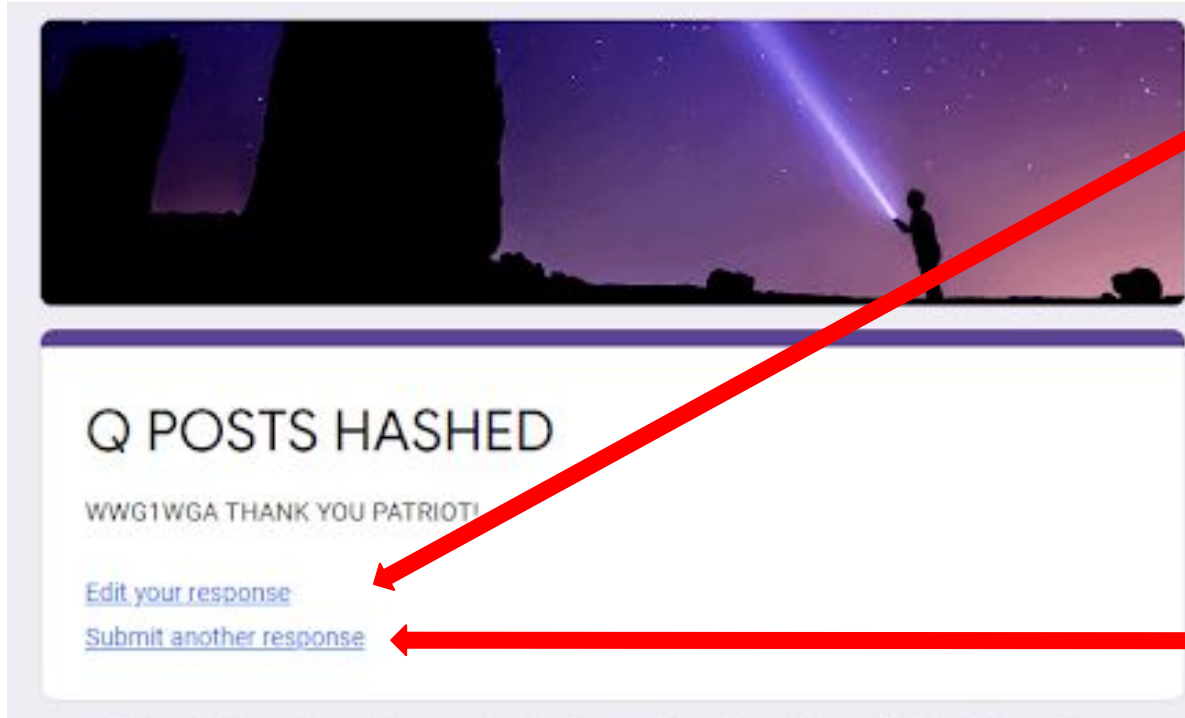 Q POSTS HASHED
WWG1WGA THANK YOU PATRIOT!
Edit your response
Submit another response